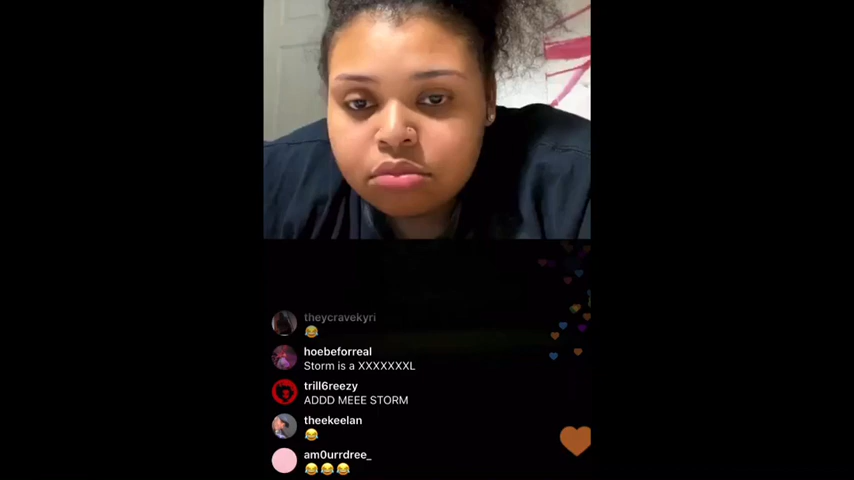 theycravekyri
😂
hoebeforreal
Storm is a XXXXXXXL
trill6reezy
ADDD MEEE STORM
theekeelan
😂
am0urrdree_
😂😂😂